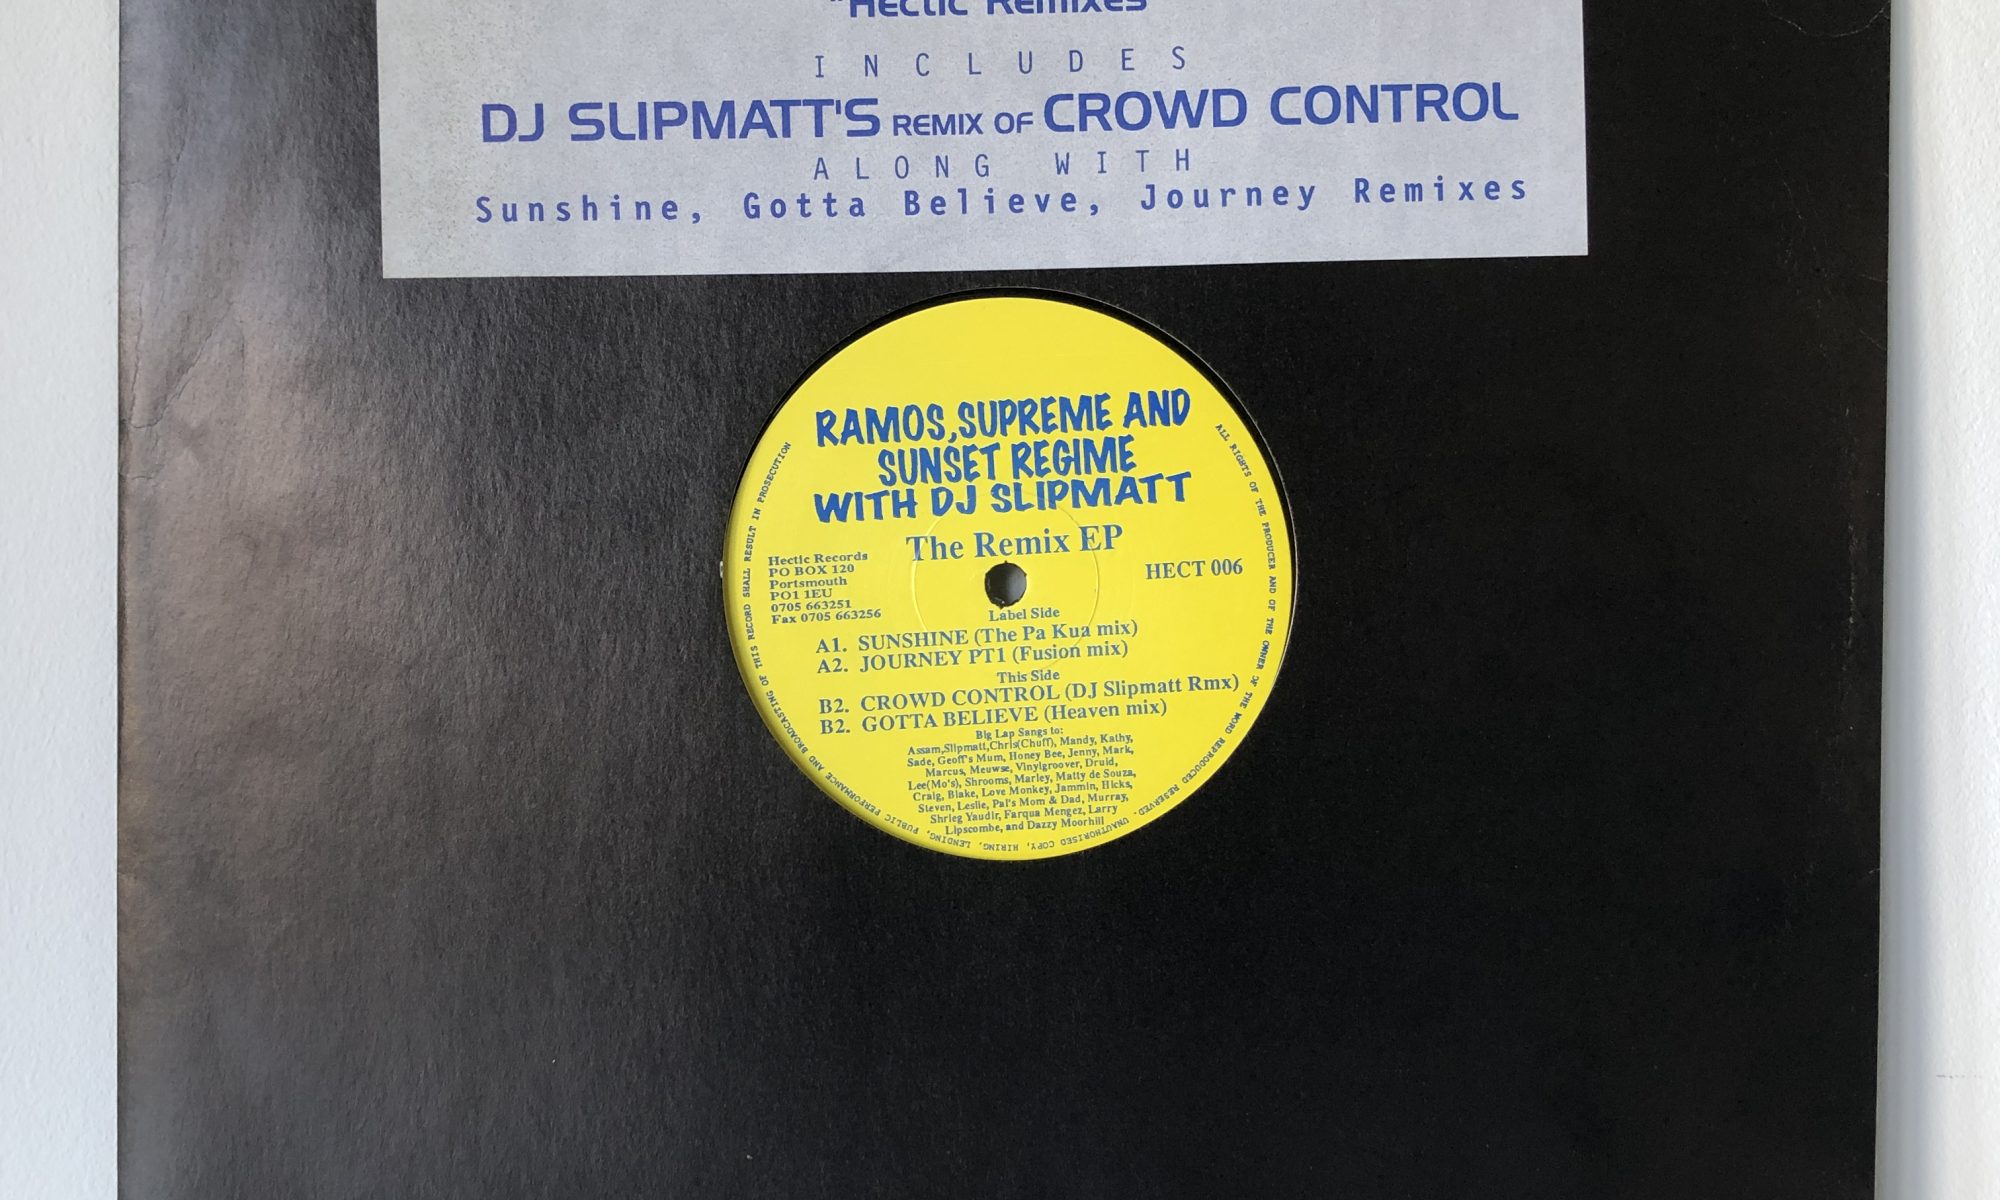 "Hectic Remixes"
INCLUDES
DJ SLIPMATT'S REMIX OF CROWD CONTROL
ALONG WITH
Sunshine, Gotta Believe, Journey Remixes
RAMOS,SUPREME AND
SUNSET REGIME
WITH DJ SLIPMATT
The Remix EP
Hectic Records
PO BOX 120
Portsmouth
PO1 1EU
0705 663251
Fax 0705 663256
HECT 006
Label Side
A1. SUNSHINE (The Pa Kua mix)
A2. JOURNEY PT1 (Fusion mix)
This Side
B2. CROWD CONTROL (DJ Slipmatt Rmx)
B2. GOTTA BELIEVE (Heaven mix)
Big Lap Sangs to:
Assam,Slipmatt,Chris(Chuff), Mandy, Kathy,
Sade, Geoff's Mum, Honey Bee, Jenny, Mark,
Marcus, Meuwse, Vinylgroover, Druid,
Lee(Mo's), Shrooms, Marley, Matty de Souza,
Craig, Blake, Love Monkey, Jammin, Hicks,
Steven, Leslie, Pal's Mom & Dad, Murray,
Shrieg Yaudir, Farqua Mengez, Larry
Lipscombe, and Dazzy Moorhill
ALL RIGHTS OF THE PRODUCER AND OF THE OWNER OF THE WORD REPRODUCED RESERVED. UNAUTHORISED COPY, HIRING, LENDING, PUBLIC PERFORMANCE AND BROADCASTING OF THIS RECORD SHALL RESULT IN PROSECUTION